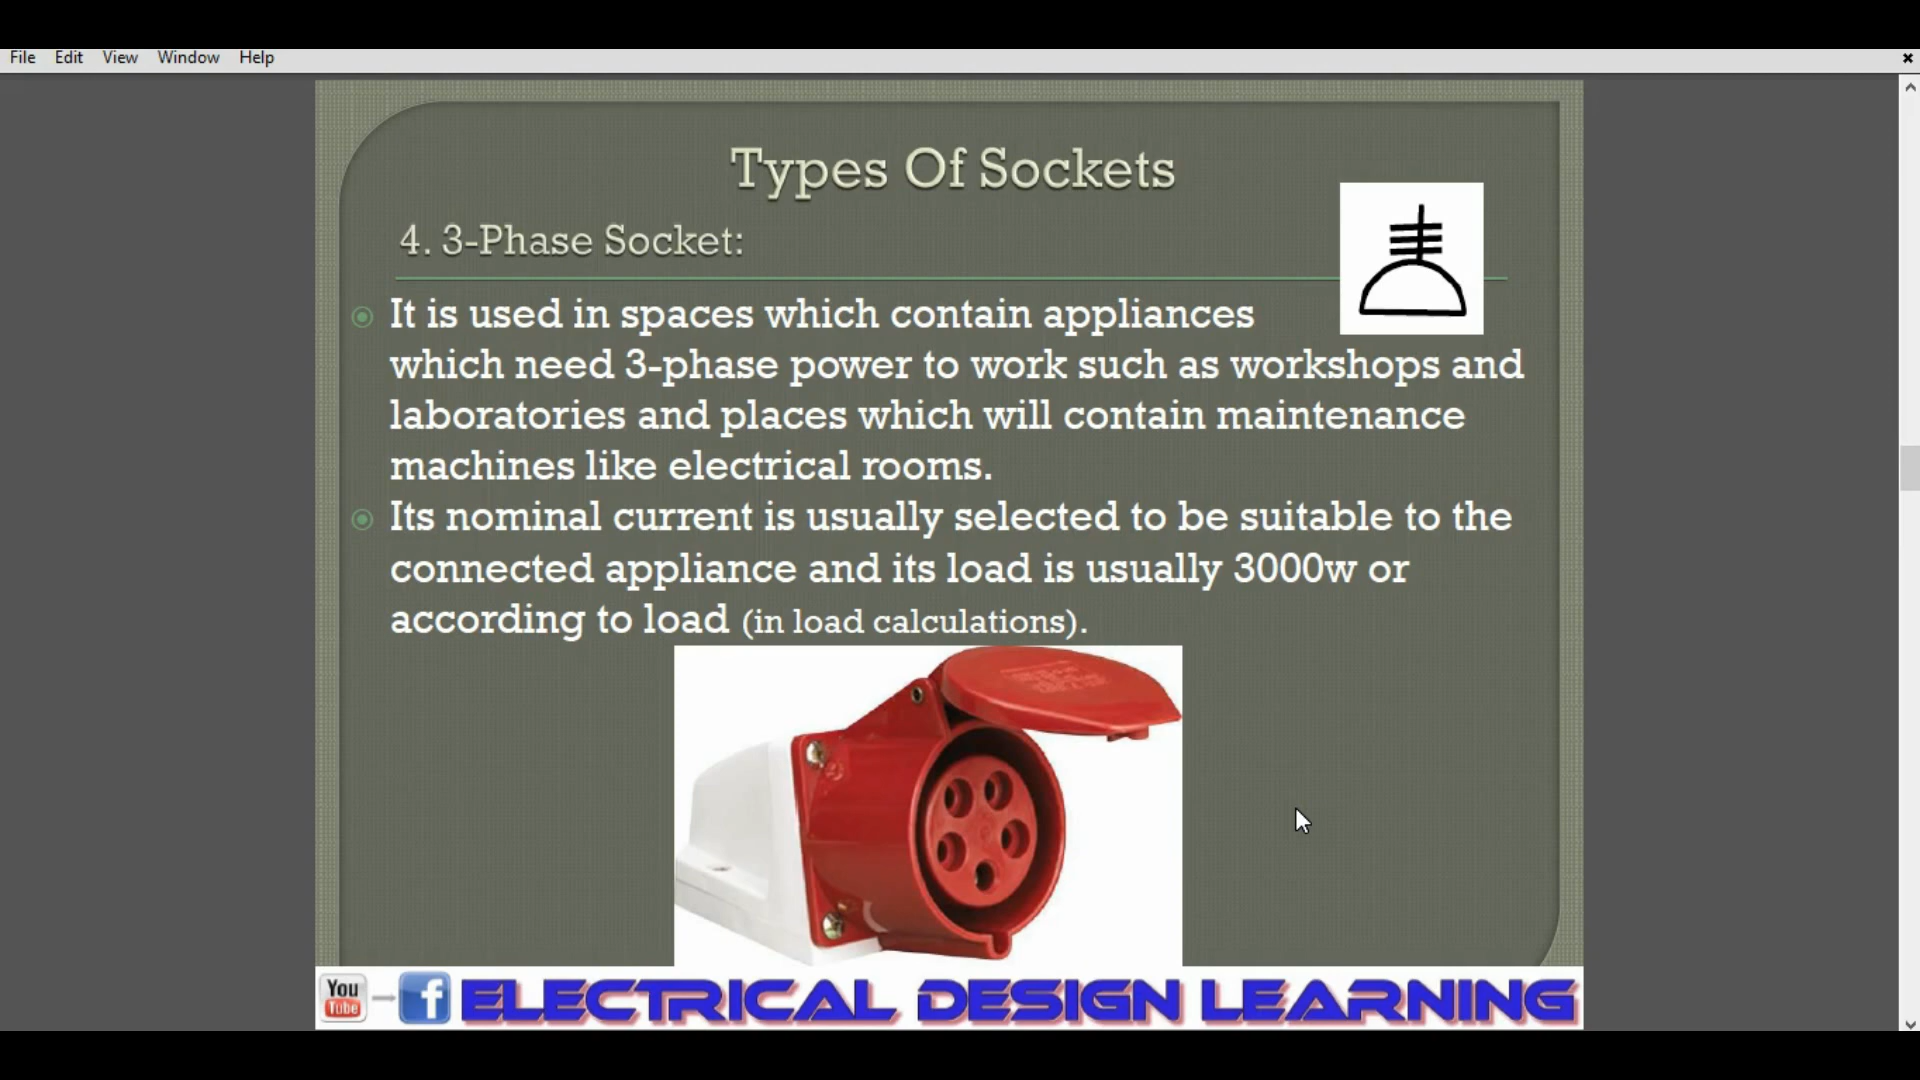 File Edit View Window Help
Types Of Sockets
4. 3-Phase Socket:
It is used in spaces which contain appliances
which need 3-phase power to work such as workshops and
laboratories and places which will contain maintenance
machines like electrical rooms.
Its nominal current is usually selected to be suitable to the
connected appliance and its load is usually 3000w or
according to load (in load calculations).
You
Tube
f
ELECTRICAL DESIGN LEARNING